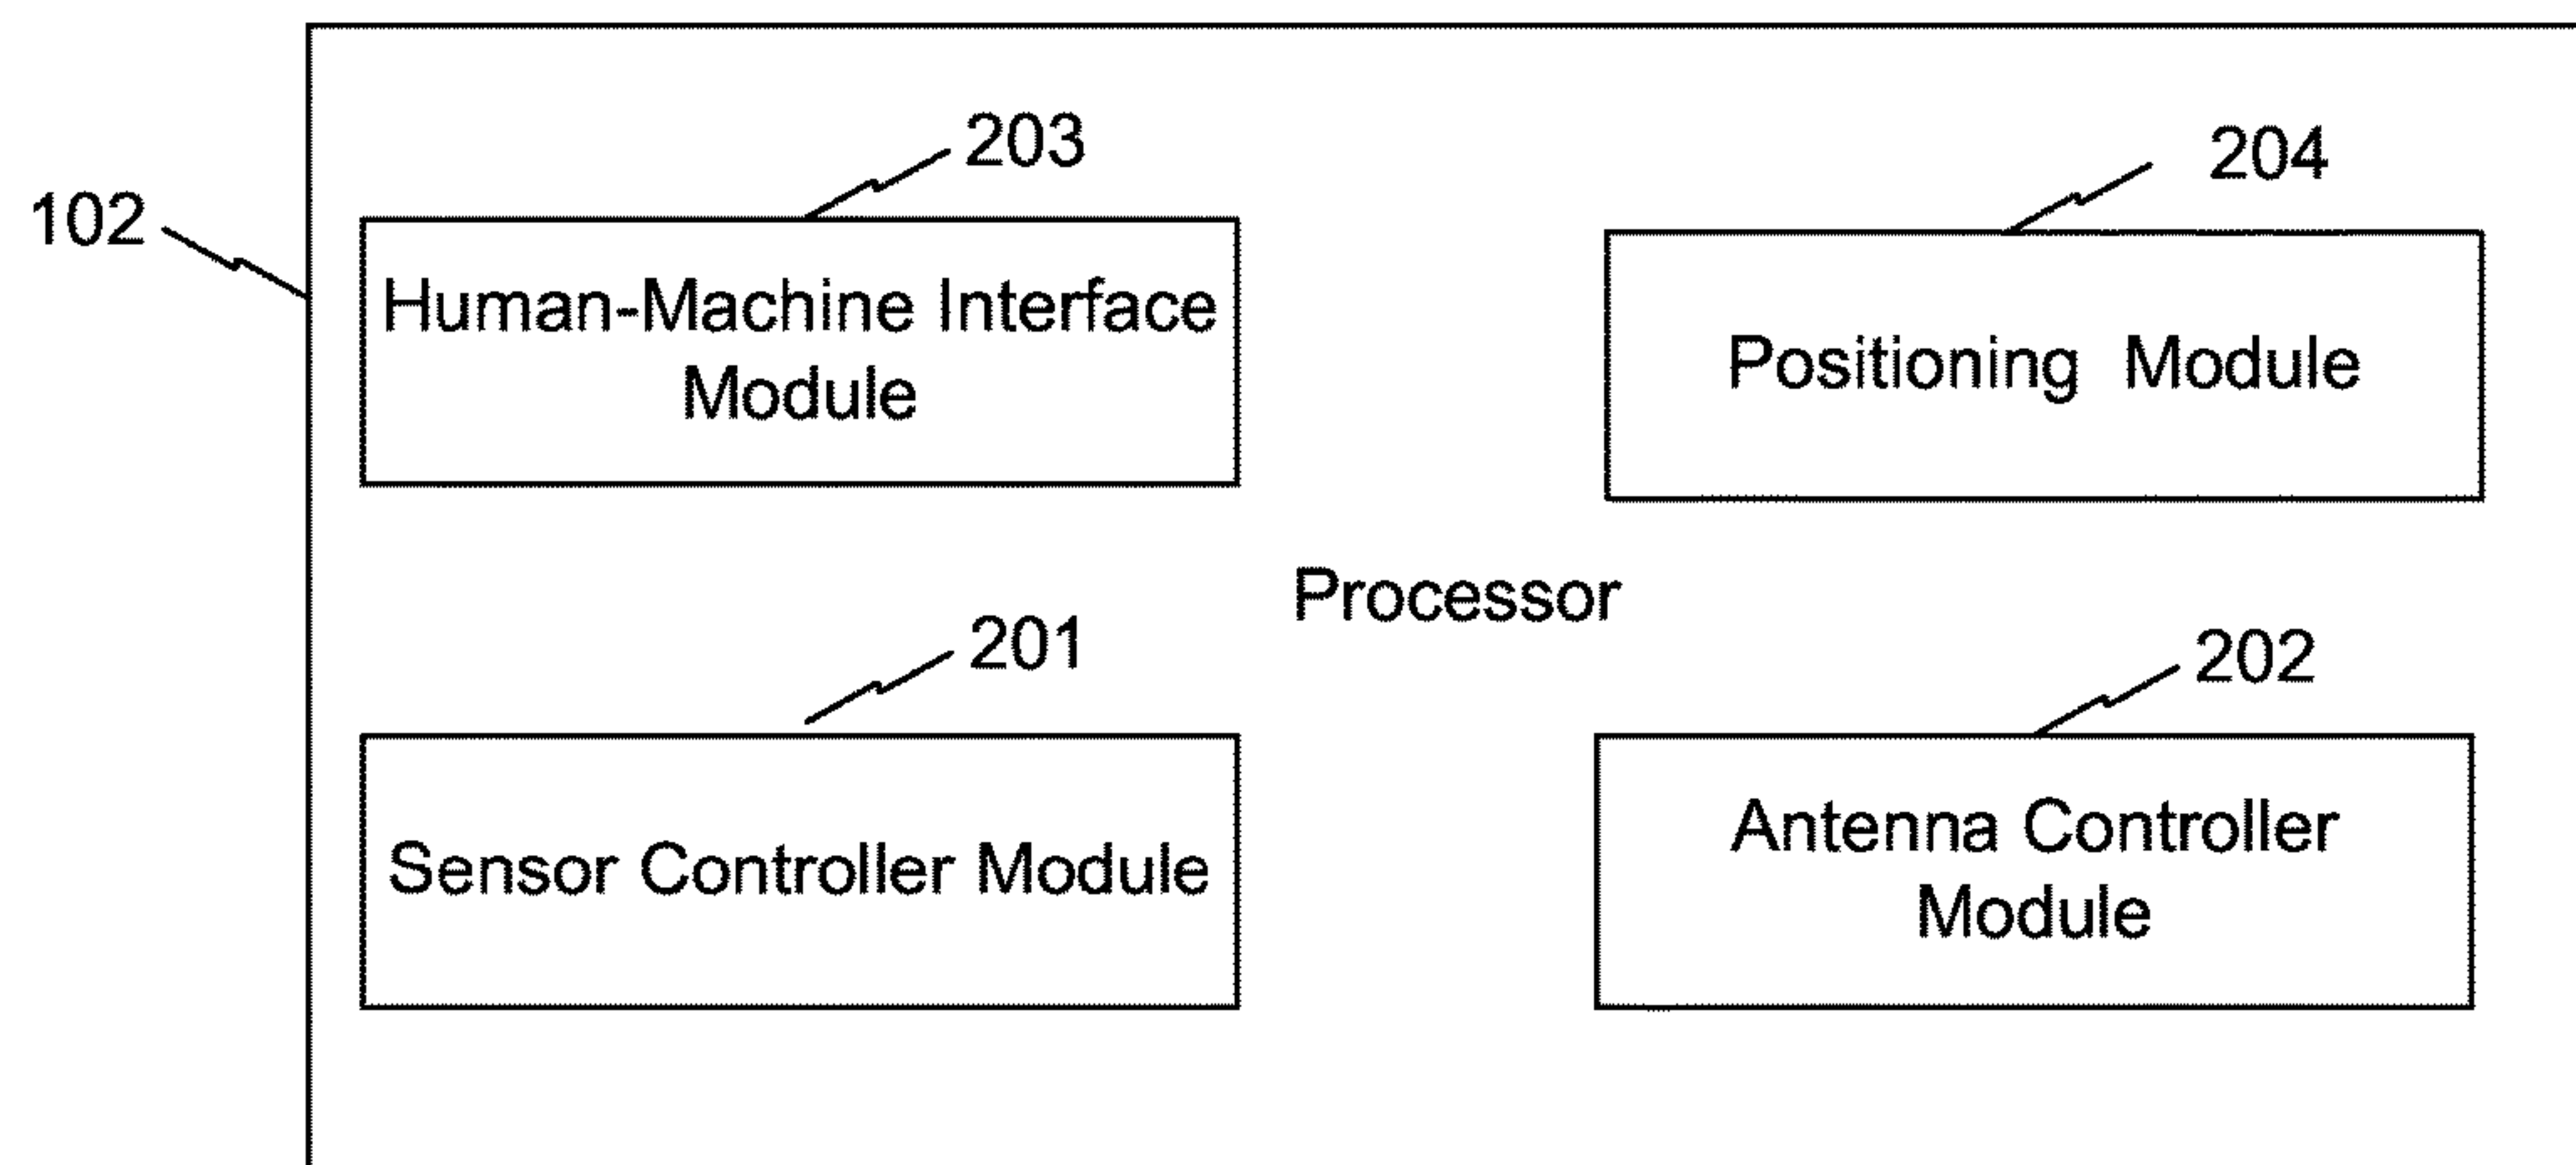 203
204
102
Human-Machine Interface
Module
Positioning Module
Processor
201
202
Sensor Controller Module
Antenna Controller
Module